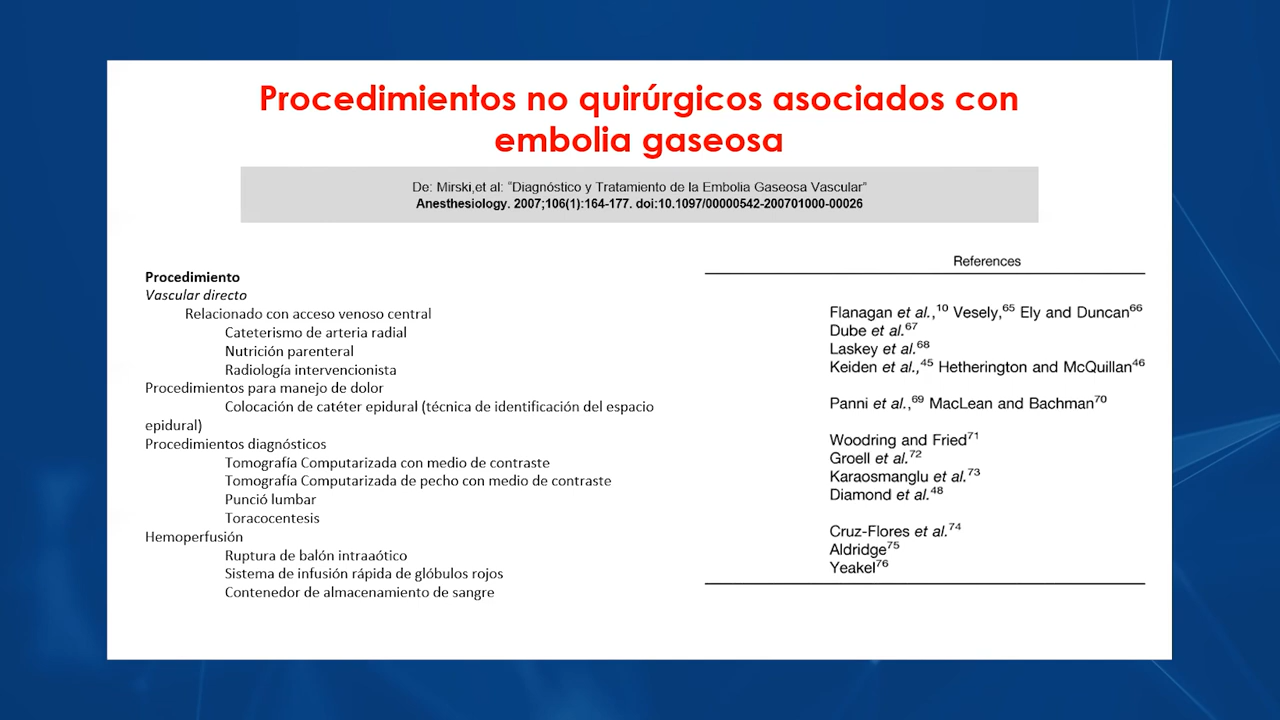 Procedimientos no quirúrgicos asociados con
embolia gaseosa
De: Mirski,et al: “Diagnóstico y Tratamiento de la Embolia Gaseosa Vascular”
Anesthesiology. 2007;106(1):164-177. doi:10.1097/00000542-200701000-00026
Procedimiento
Vascular directo
Relacionado con acceso venoso central
Cateterismo de arteria radial
Nutrición parenteral
Radiología intervencionista
Procedimientos para manejo de dolor
Colocación de catéter epidural (técnica de identificación del espacio
epidural)
Procedimientos diagnósticos
Tomografía Computarizada con medio de contraste
Tomografía Computarizada de pecho con medio de contraste
Punció lumbar
Toracocentesis
Hemoperfusión
Ruptura de balón intraaótico
Sistema de infusión rápida de glóbulos rojos
Contenedor de almacenamiento de sangre
References
Flanagan et al.,10 Vesely,65 Ely and Duncan66
Dube et al.67
Laskey et al.68
Keiden et al.,45 Hetherington and McQuillan46
Panni et al.,69 MacLean and Bachman70
Woodring and Fried71
Groell et al.72
Karaosmanglu et al.73
Diamond et al.48
Cruz-Flores et al.74
Aldridge75
Yeakel76